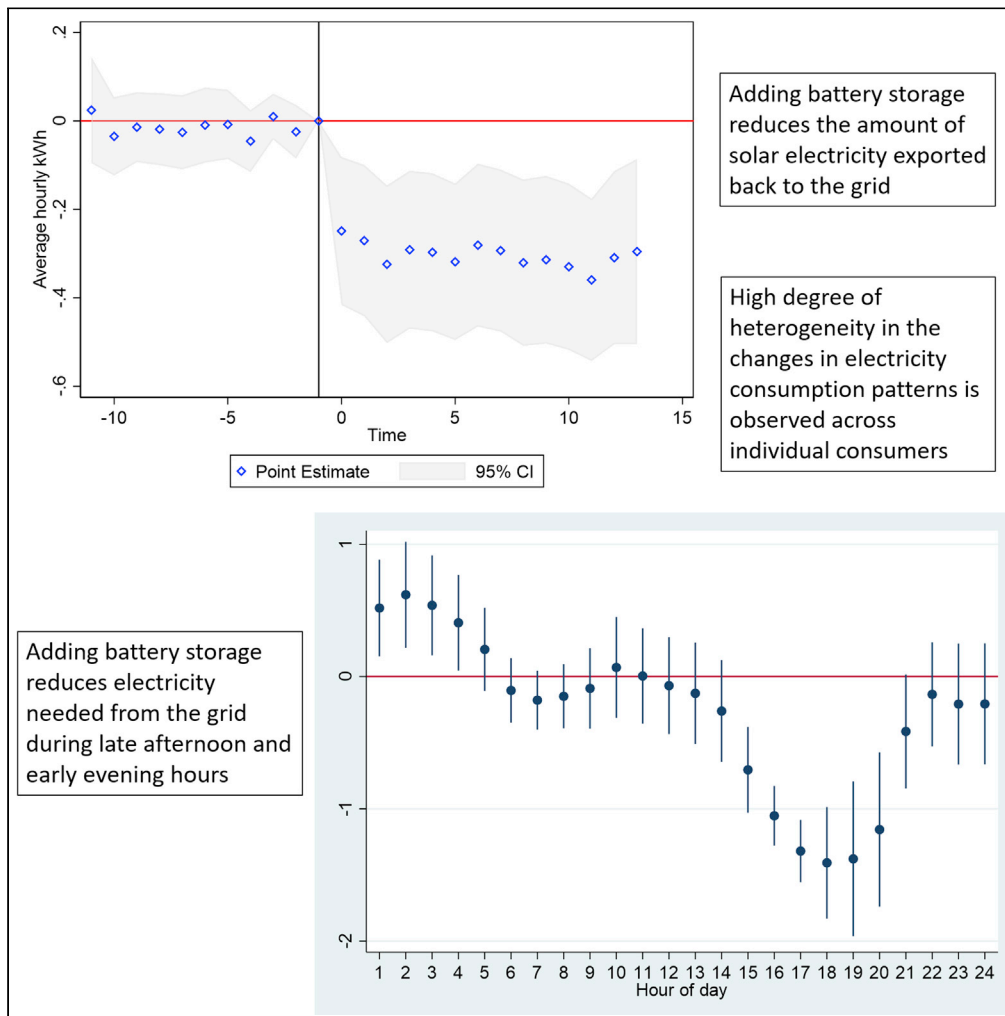 .2
0
-.2
-.4
-.6
Average hourly kWh
-10
-5
0
5
10
15
Time
Point Estimate
95% CI
Adding battery storage
reduces the amount of
solar electricity exported
back to the grid
High degree of
heterogeneity in the
changes in electricity
consumption patterns is
observed across
individual consumers
Adding battery storage
reduces electricity
needed from the grid
during late afternoon and
early evening hours
1
0
-1
-2
1 2 3 4 5 6 7 8 9 10 11 12 13 14 15 16 17 18 19 20 21 22 23 24
Hour of day